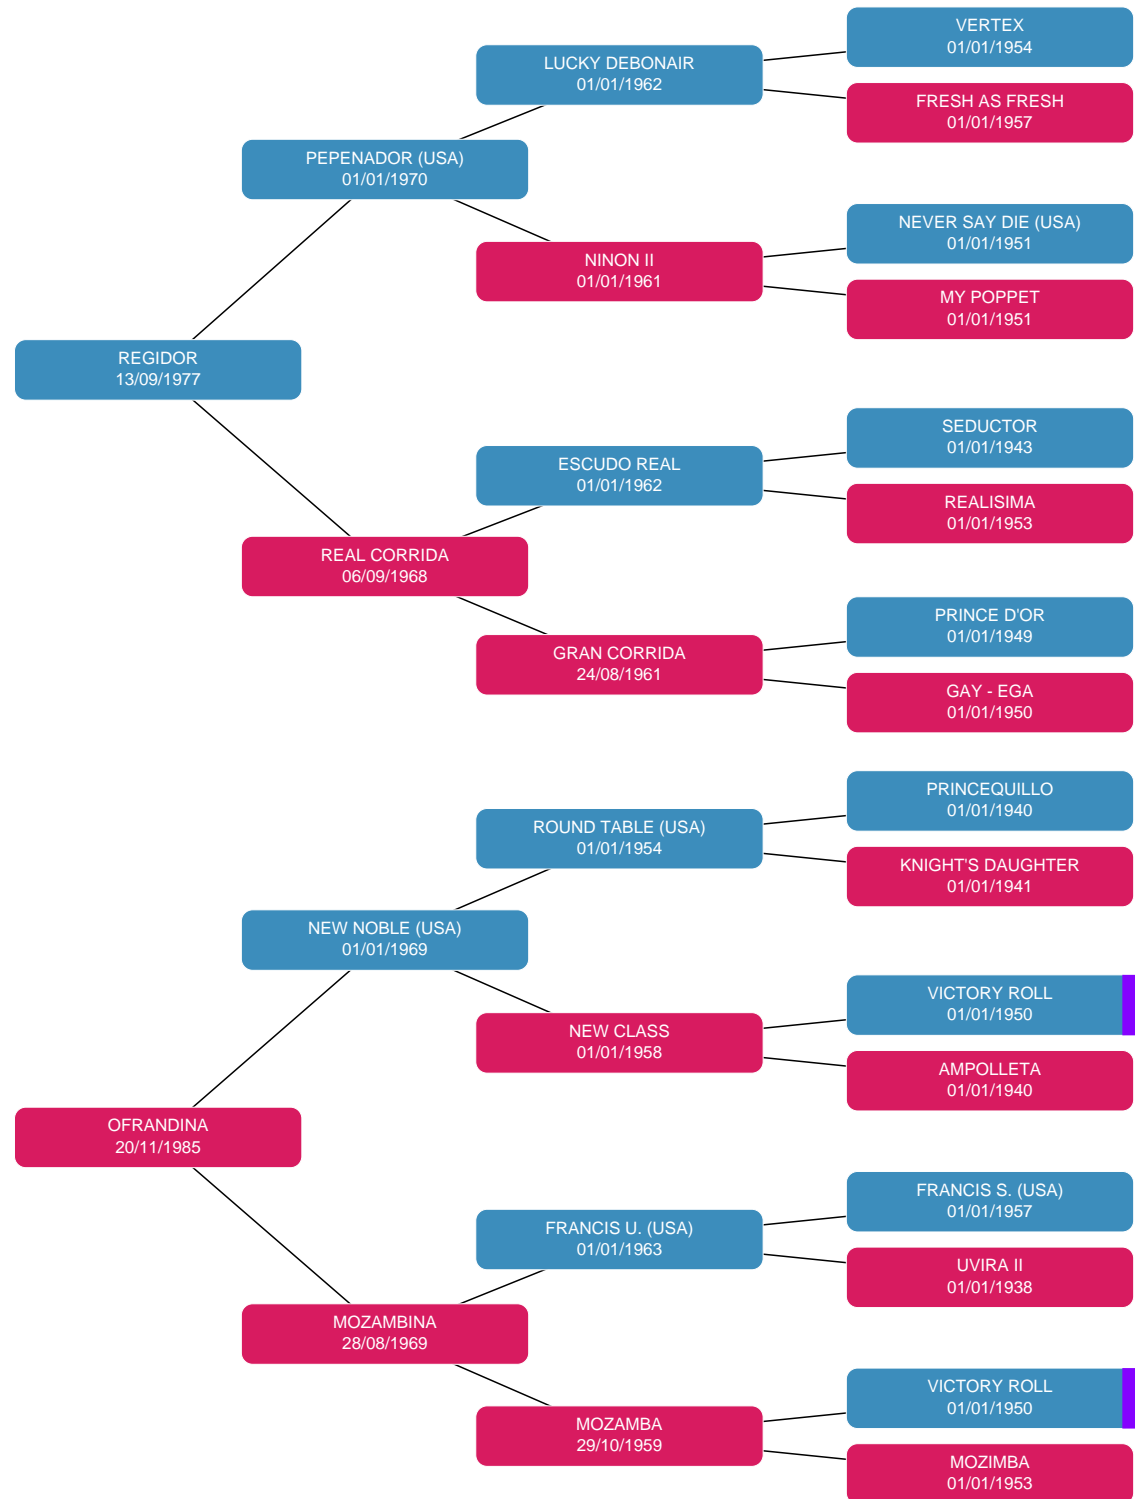 VERTEX
01/01/1954
LUCKY DEBONAIR
01/01/1962
FRESH AS FRESH
01/01/1957
PEPENADOR (USA)
01/01/1970
NEVER SAY DIE (USA)
01/01/1951
NINON II
01/01/1961
MY POPPET
01/01/1951
REGIDOR
13/09/1977
SEDUCTOR
01/01/1943
ESCUDO REAL
01/01/1962
REALISIMA
01/01/1953
REAL CORRIDA
06/09/1968
PRINCE D'OR
01/01/1949
GRAN CORRIDA
24/08/1961
GAY - EGA
01/01/1950
PRINCEQUILLO
01/01/1940
ROUND TABLE (USA)
01/01/1954
KNIGHT'S DAUGHTER
01/01/1941
NEW NOBLE (USA)
01/01/1969
VICTORY ROLL
01/01/1950
NEW CLASS
01/01/1958
AMPOLLETA
01/01/1940
OFRANDINA
20/11/1985
FRANCIS S. (USA)
01/01/1957
FRANCIS U. (USA)
01/01/1963
UVIRA II
01/01/1938
MOZAMBINA
28/08/1969
VICTORY ROLL
01/01/1950
MOZAMBA
29/10/1959
MOZIMBA
01/01/1953